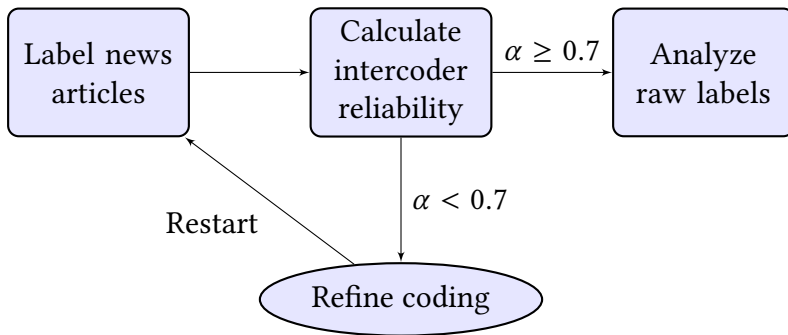 Label news
articles
Calculate
intercoder
reliability
α ≥ 0.7
Analyze
raw labels
α < 0.7
Restart
Refine coding